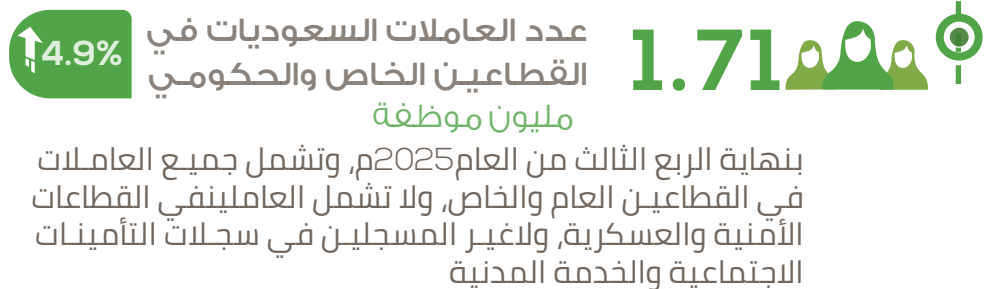 1.71
عدد العاملات السعوديات في
القطاعين الخاص والحكومي
4.9%
مليون موظفة
بنهاية الربع الثالث من العام2025م, وتشمل جميع العاملات
في القطاعين العام والخاص, ولا تشمل العاملينفي القطاعات
الأمنية والعسكرية, ولاغير المسجلين في سجلات التأمينات
الاجتماعية والخدمة المدنية